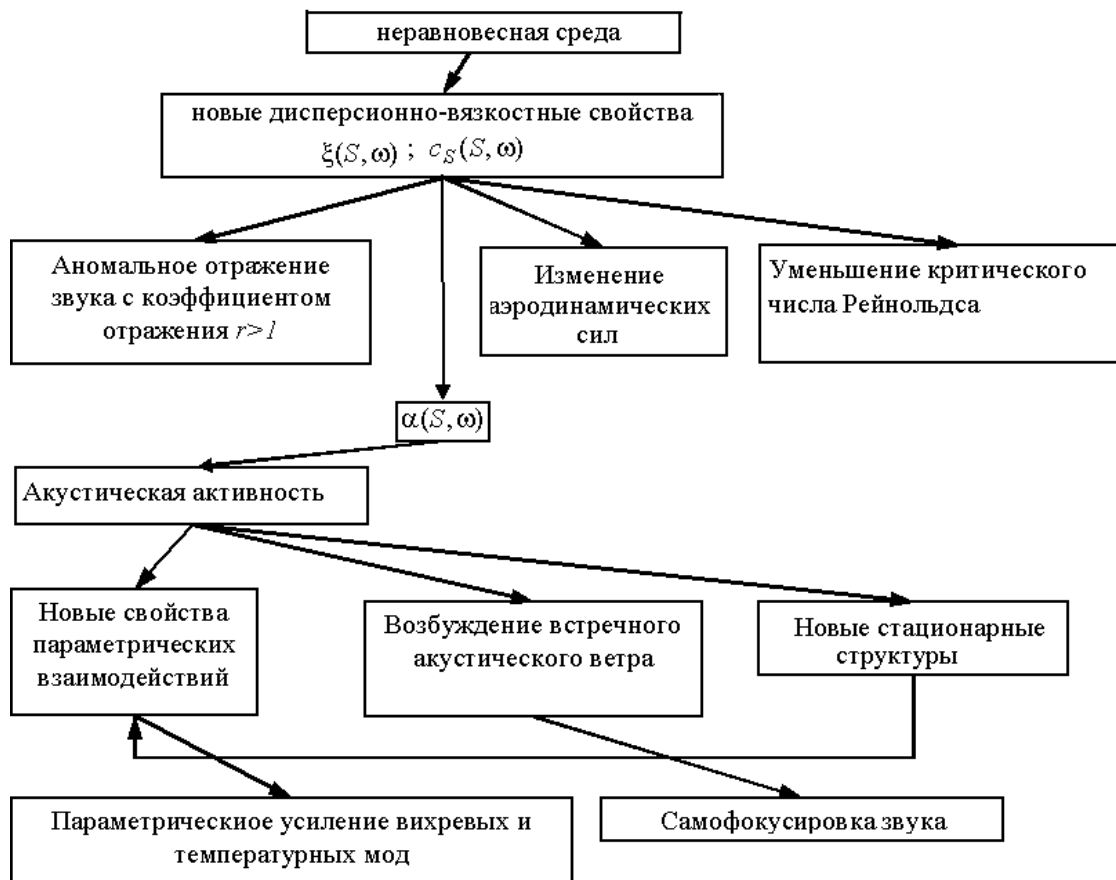 неравновесная среда
новые дисперсионно-вязкостные свойства
ξ(S,ω) ; c_S(S,ω)
Аномальное отражение
звука с коэффициентом
отражения r>1
Изменение
аэродинамических
сил
Уменьшение критического
числа Рейнольдса
α(S,ω)
Акустическая активность
Новые свойства
параметрических
взаимодействий
Возбуждение встречного
акустического ветра
Новые стационарные
структуры
Параметрическиое усиление вихревых и
температурных мод
Самофокусировка звука